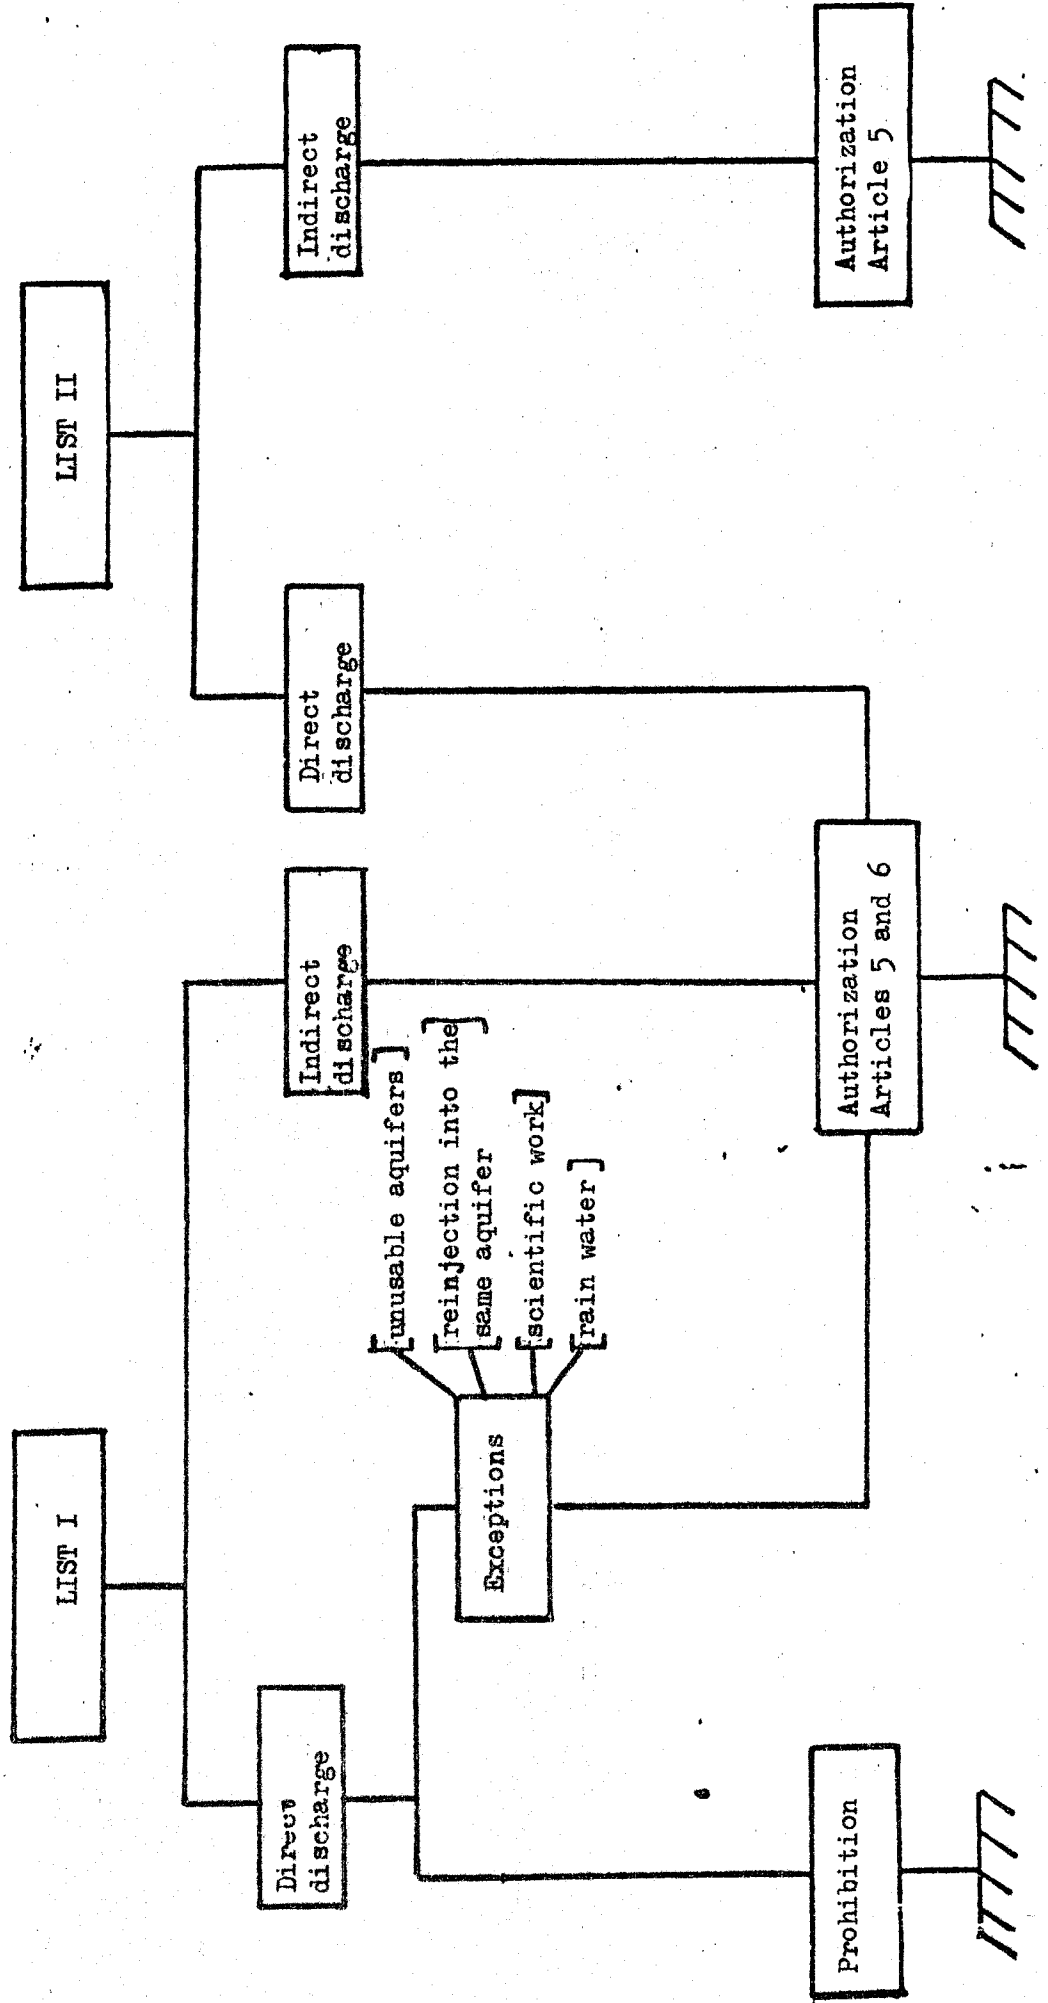 LIST I
LIST II
Direct
discharge
Indirect
discharge
Direct
discharge
Indirect
discharge
Exceptions
[unusable aquifers]
[reinjection into the]
[same aquifer
[scientific work]
[rain water]
Prohibition
Authorization
Articles 5 and 6
Authorization
Article 5